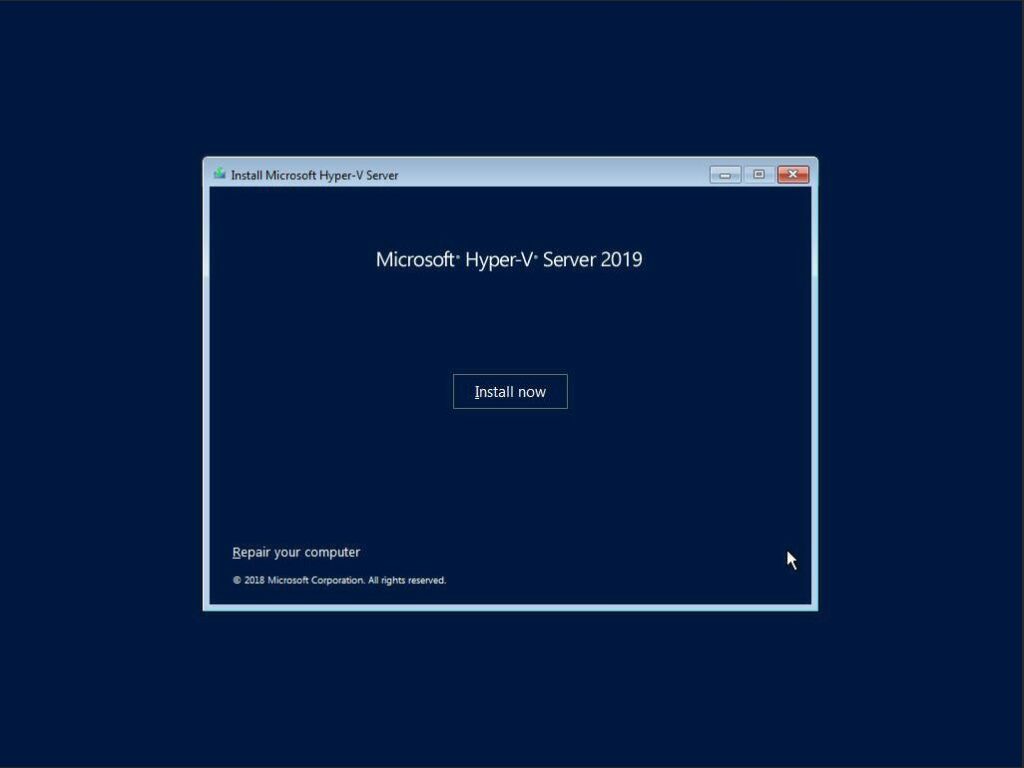 Install Microsoft Hyper-V Server
Microsoft® Hyper-V® Server 2019
Install now
Repair your computer
© 2018 Microsoft Corporation. All rights reserved.